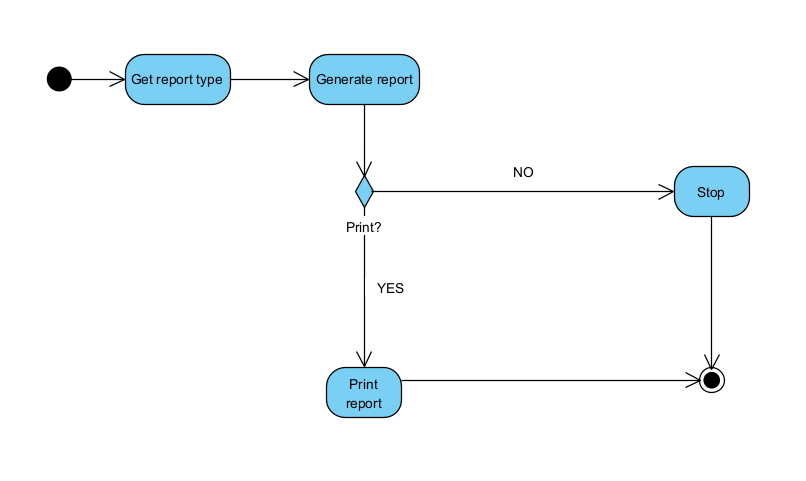 Get report type
Generate report
NO
Stop
Print?
YES
Print
report